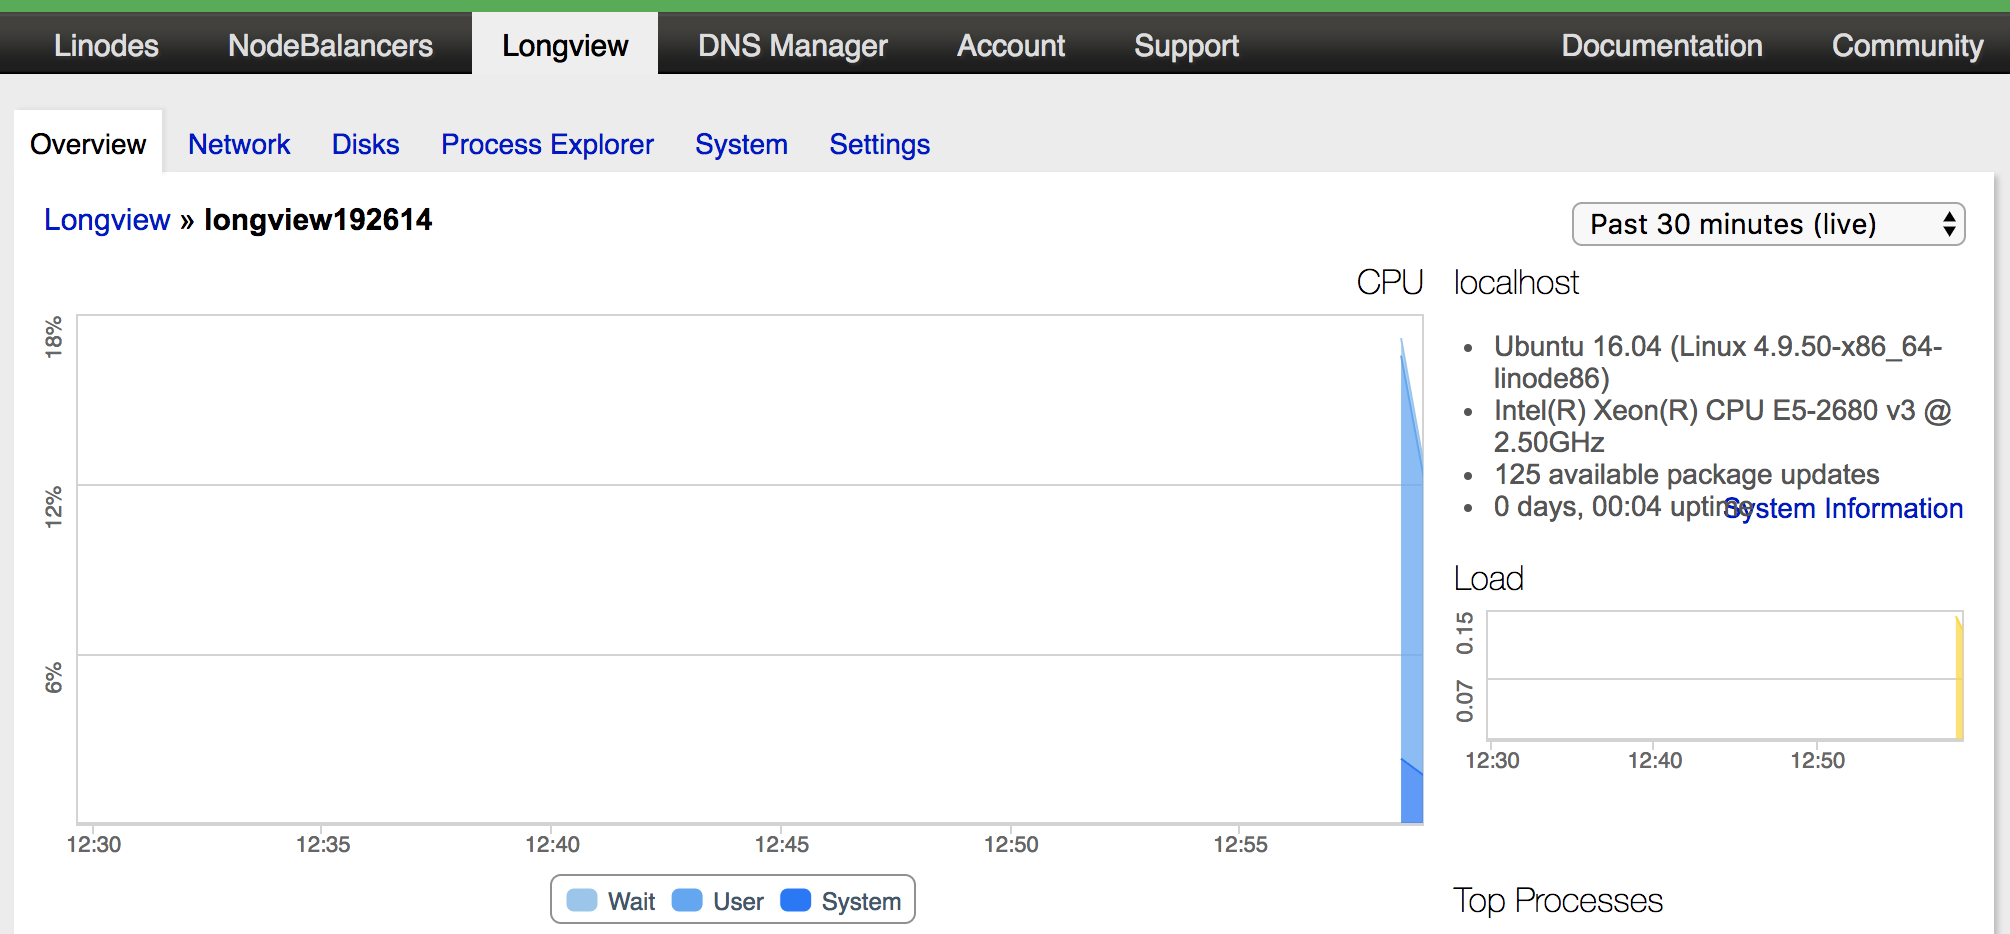 Linodes NodeBalancers Longview DNS Manager Account Support Documentation Community
Overview Network Disks Process Explorer System Settings
Longview » longview192614
Past 30 minutes (live)
CPU
18%
12%
6%
12:30 12:35 12:40 12:45 12:50 12:55
Wait User System
localhost
• Ubuntu 16.04 (Linux 4.9.50-x86_64-
linode86)
• Intel(R) Xeon(R) CPU E5-2680 v3 @
2.50GHz
• 125 available package updates
• 0 days, 00:04 uptime
System Information
Load
0.15
0.07
12:30 12:40 12:50
Top Processes